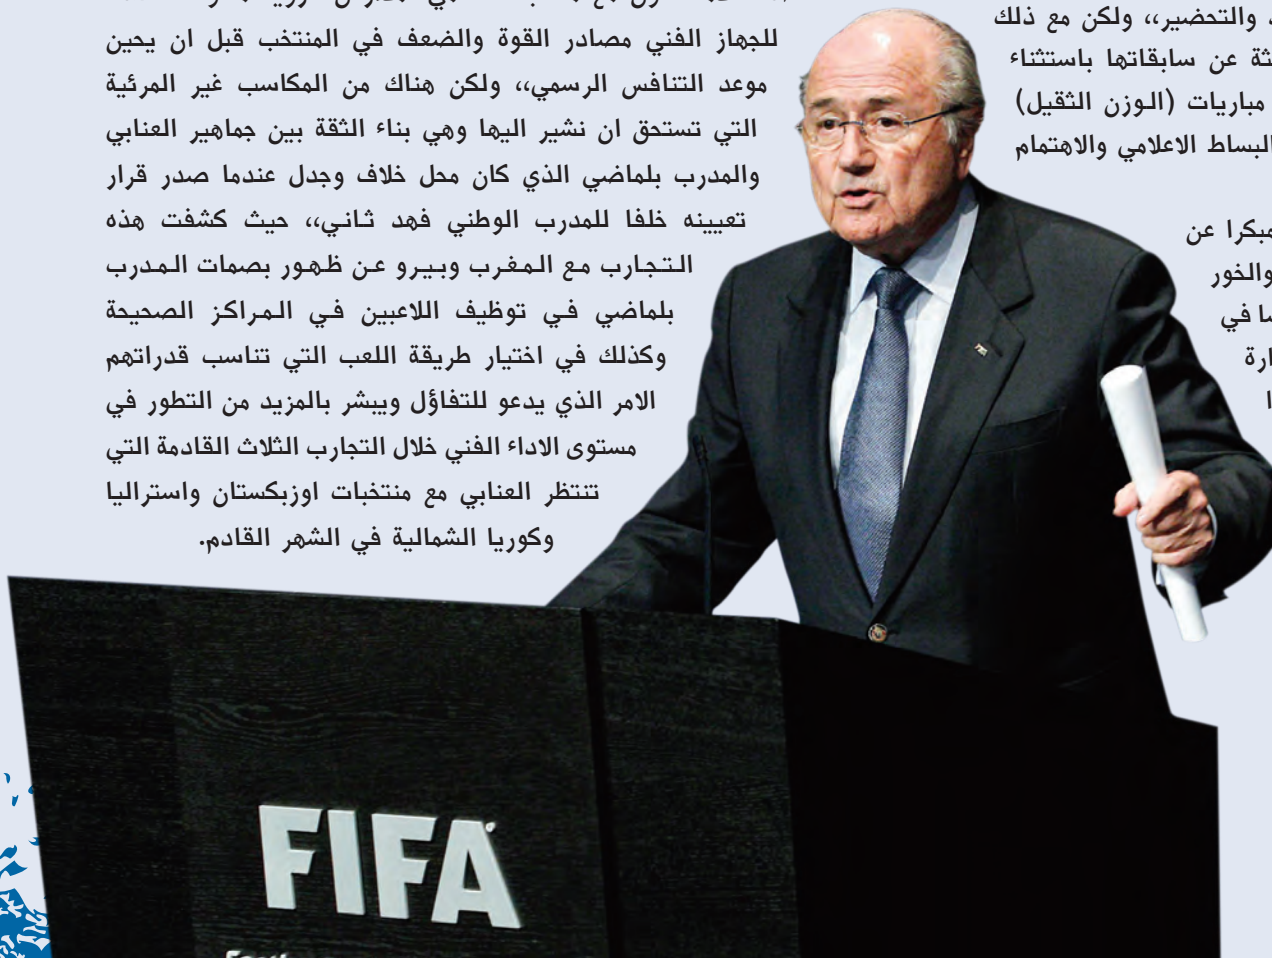 والتحضير،، ولكن مع ذلك
عن سابقاتها باستثناء
مباريات (الوزن الثقيل)
البساط الاعلامي والاهتمام
مبكرا عن
والخور
في
للجهاز الفني مصادر القوة والضعف في المنتخب قبل ان يحين
موعد التنافس الرسمي،، ولكن هناك من المكاسب غير المرئية
التي تستحق ان نشير اليها وهي بناء الثقة بين جماهير العنابي
والمدرب بلماضي الذي كان محل خلاف وجدل عندما صدر قرار
تعيينه خلفا للمدرب الوطني فهد ثاني،، حيث كشفت هذه
التجارب مع المغرب وبيرو عن ظهور بصمات المدرب
بلماضي في توظيف اللاعبين في المراكز الصحيحة
وكذلك في اختيار طريقة اللعب التي تناسب قدراتهم
الامر الذي يدعو للتفاؤل ويبشر بالمزيد من التطور في
مستوى الاداء الفني خلال التجارب الثلاث القادمة التي
تنتظر العنابي مع منتخبات اوزبكستان واستراليا
وكوريا الشمالية في الشهر القادم.
FIFA